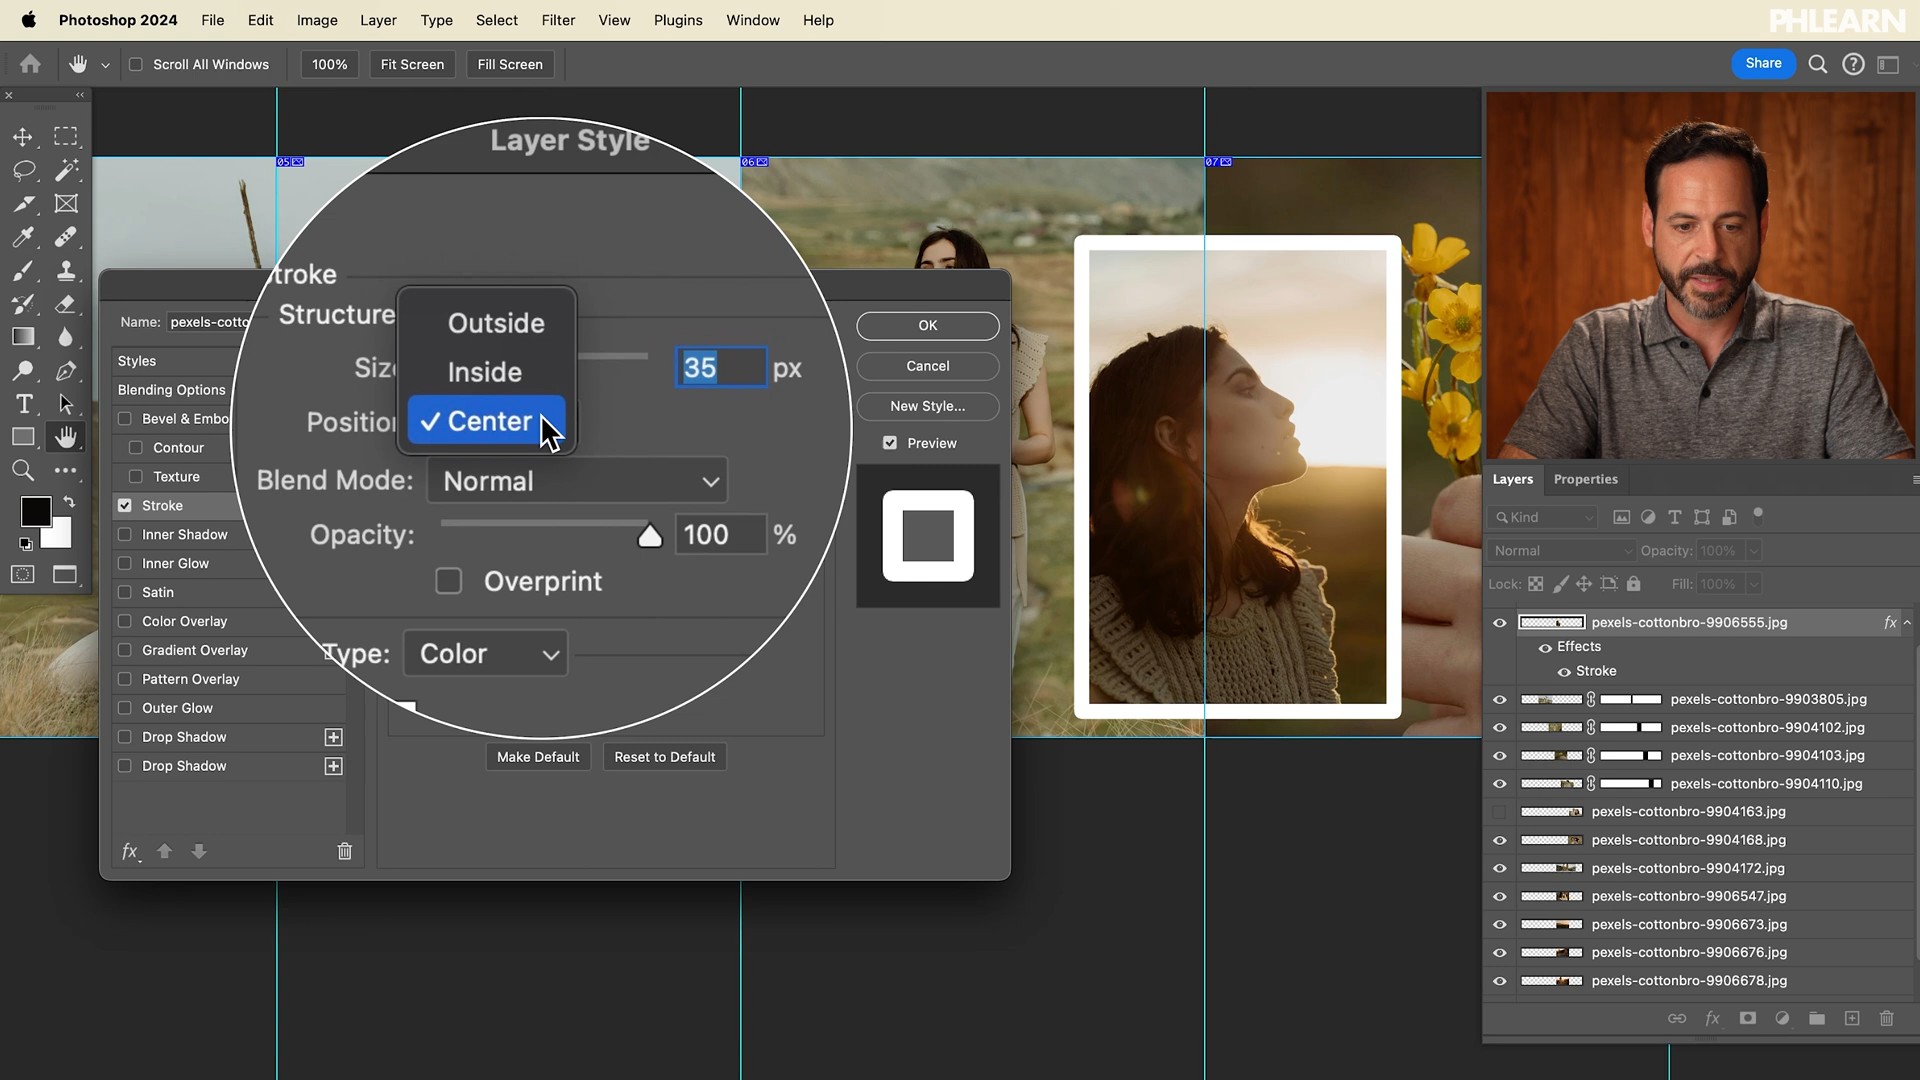 Photoshop 2024 File Edit Image Layer Type Select Filter View Plugins Window Help
PHLEARN
Scroll All Windows 100% Fit Screen Fill Screen
Share
05
06
07
Layer Style
Stroke
Structure
Outside
Inside
Center
Size
35 px
Position
Blend Mode: Normal
Opacity: 100 %
Overprint
Type: Color
Make Default Reset to Default
Name: pexels-cotto
Styles
Blending Options
Bevel & Embo
Contour
Texture
Stroke
Inner Shadow
Inner Glow
Satin
Color Overlay
Gradient Overlay
Pattern Overlay
Outer Glow
Drop Shadow
Drop Shadow
fx
OK
Cancel
New Style...
Preview
Layers Properties
Kind
Normal Opacity: 100%
Lock: Fill: 100%
pexels-cottonbro-9906555.jpg fx
Effects
Stroke
pexels-cottonbro-9903805.jpg
pexels-cottonbro-9904102.jpg
pexels-cottonbro-9904103.jpg
pexels-cottonbro-9904110.jpg
pexels-cottonbro-9904163.jpg
pexels-cottonbro-9904168.jpg
pexels-cottonbro-9904172.jpg
pexels-cottonbro-9906547.jpg
pexels-cottonbro-9906673.jpg
pexels-cottonbro-9906676.jpg
pexels-cottonbro-9906678.jpg
fx